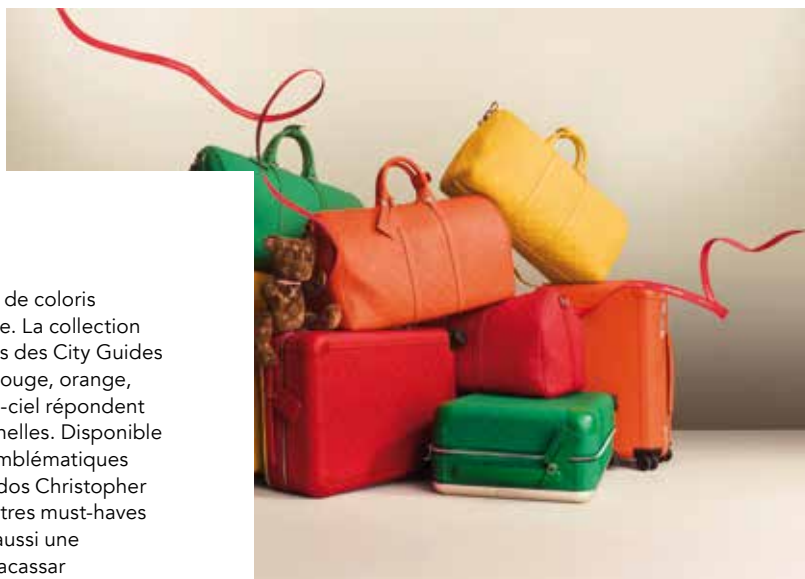 de coloris
e. La collection
s des City Guides
ouge, orange,
-ciel répondent
nelles. Disponible
mblématiques
dos Christopher
tres must-haves
aussi une
acassar